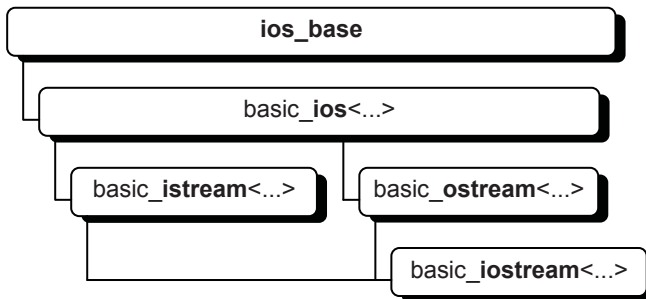 ios_base
basic_ios<...>
basic_istream<...> basic_ostream<...>
basic_iostream<...>